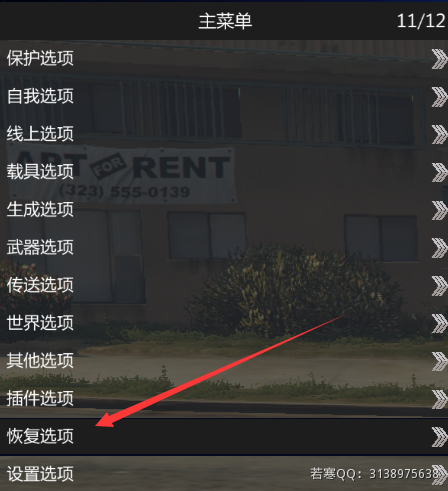 主菜单 11/12
保护选项
自我选项
线上选项
载具选项
APT FOR RENT
(323) 555-0139
生成选项
武器选项
传送选项
世界选项
其他选项
插件选项
恢复选项
设置选项
若寒QQ: 3138975638